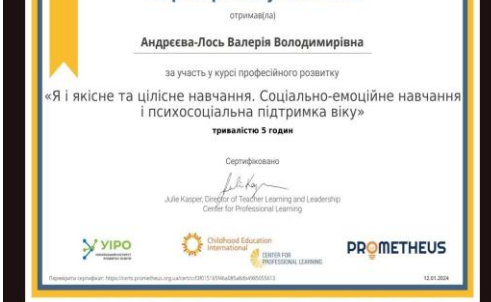 отримав(ла)
Андрєєва-Лось Валерія Володимирівна
за участь у курсі професійного розвитку
«Я і якісне та цілісне навчання. Соціально-емоційне навчання
і психосоціальна підтримка віку»
тривалістю 5 годин
Сертифіковано
Julie Kasper, Director of Teacher Learning and Leadership
Center for Professional Learning
УІРО
Childhood Education
International
CENTER FOR
PROFESSIONAL LEARNING
PROMETHEUS
Перевірити сертифікат:
12.01.2024